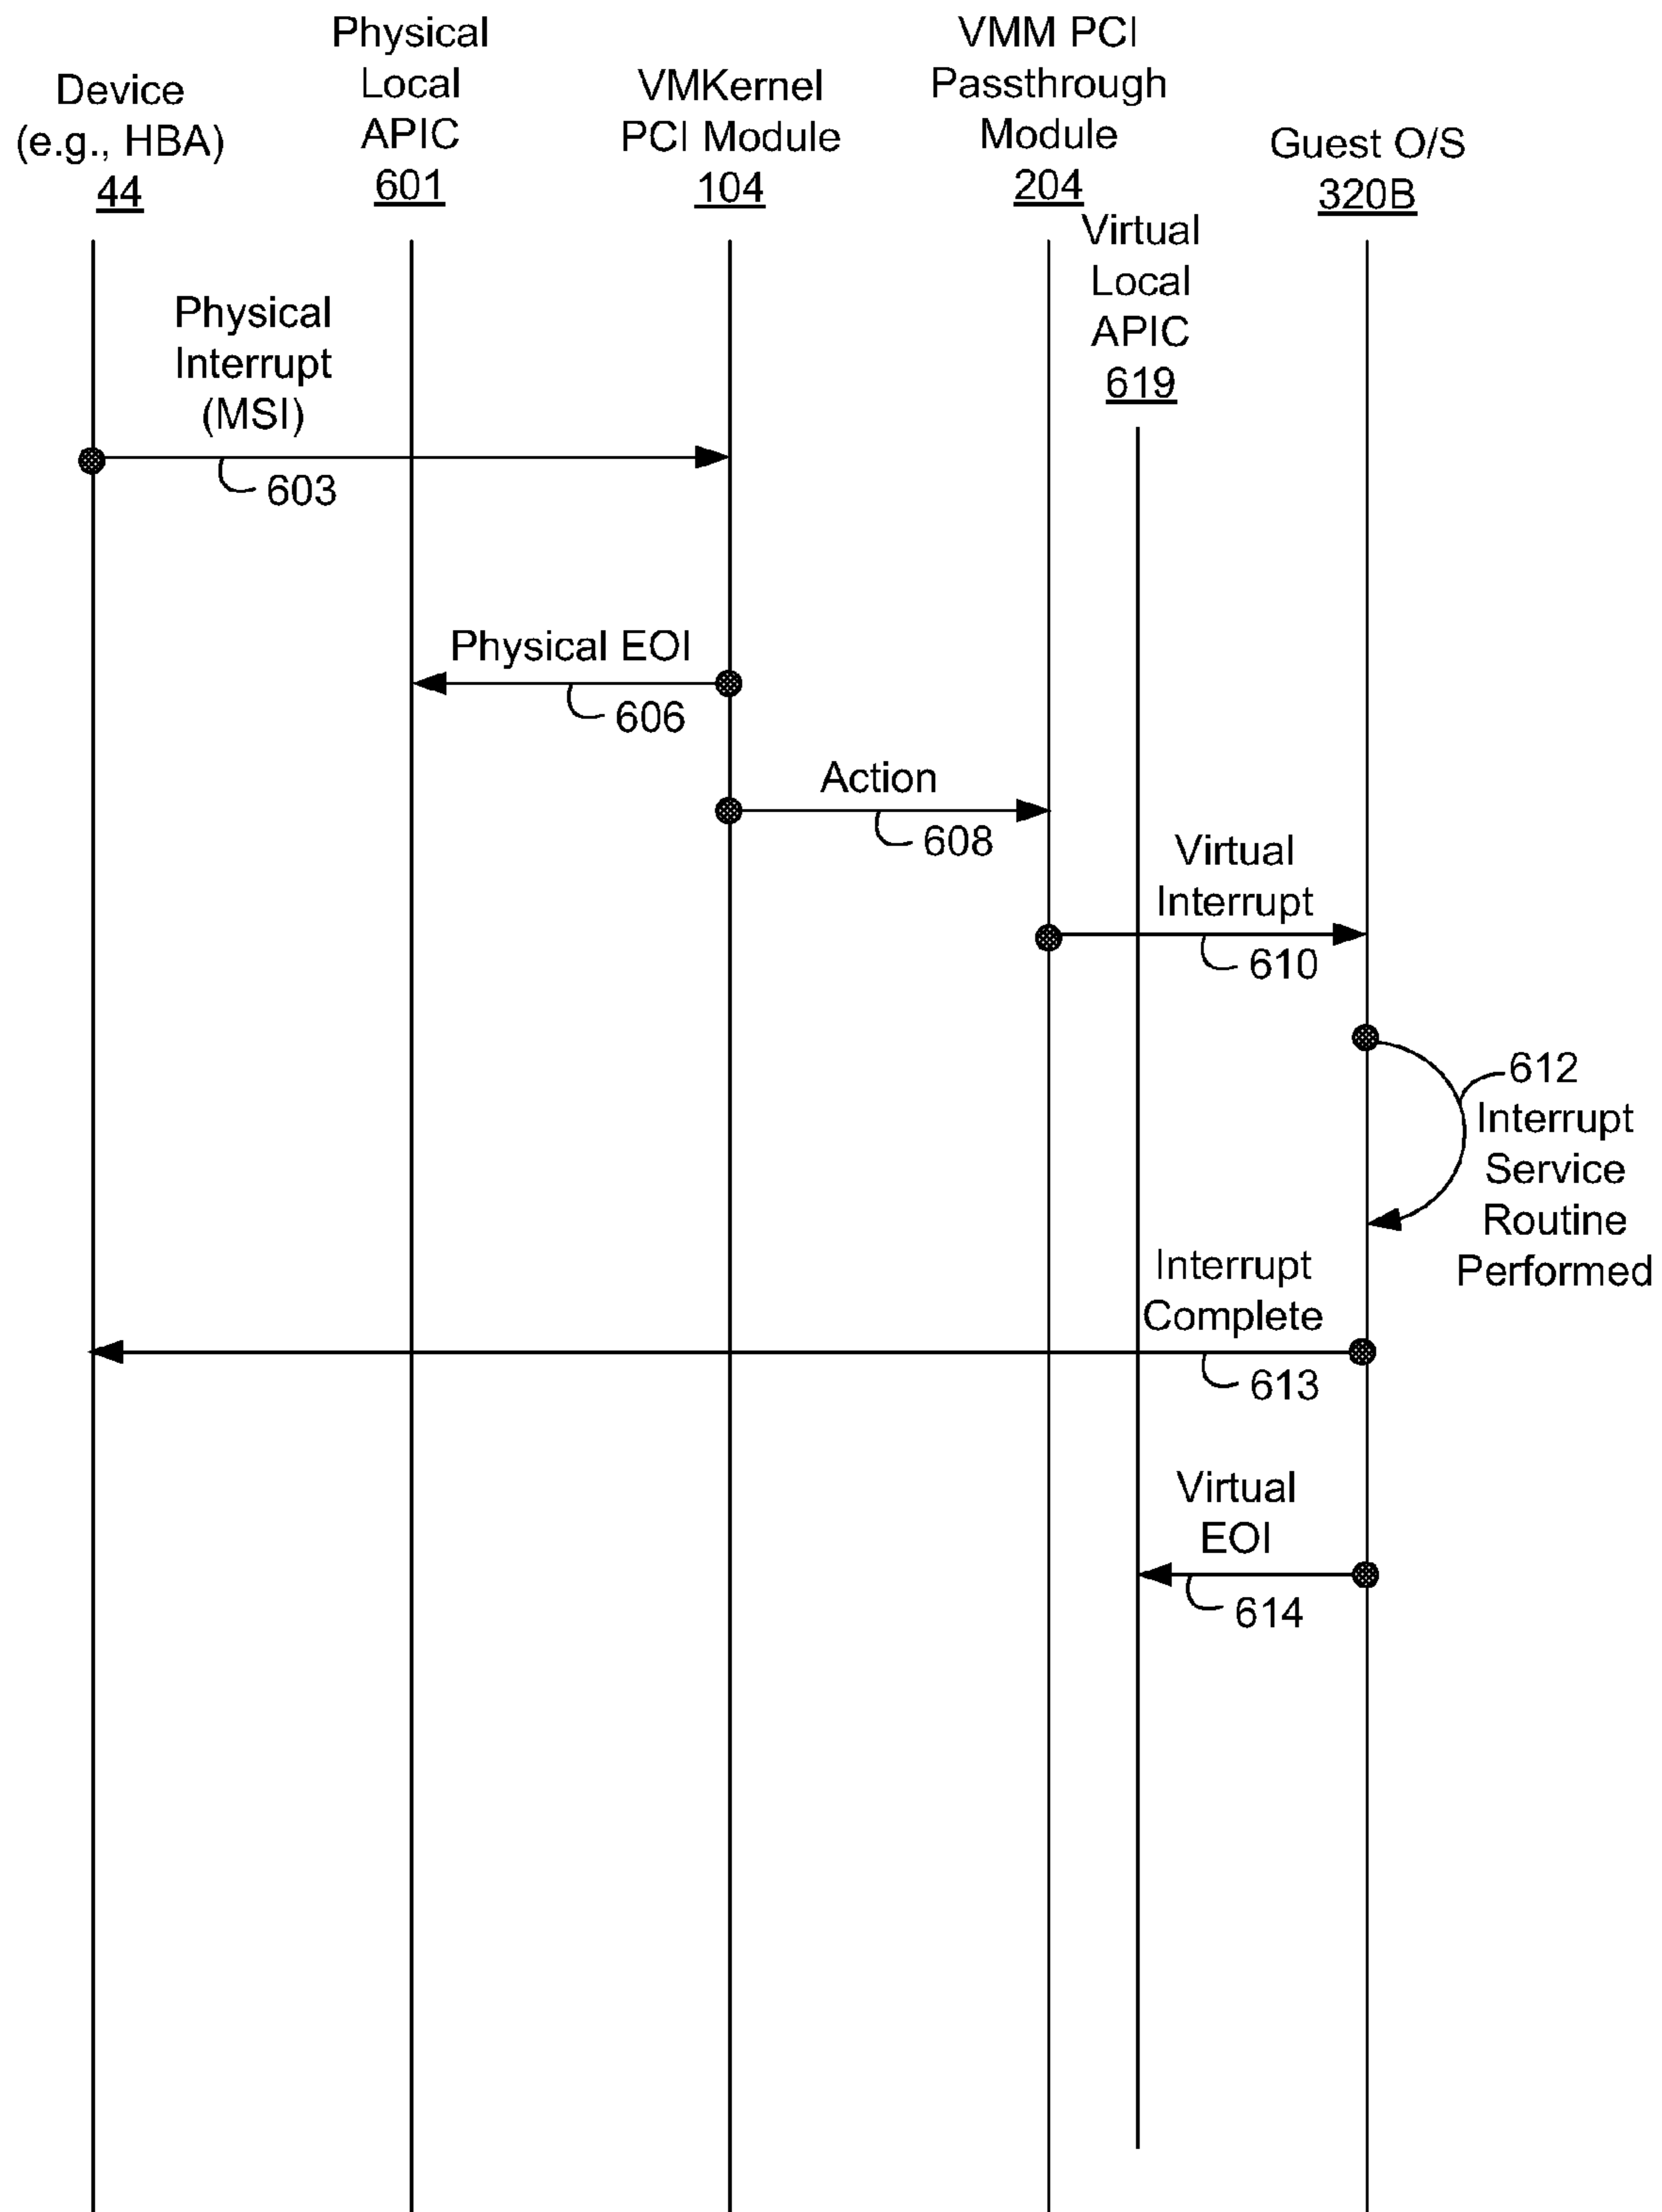 Device
(e.g., HBA)
44
Physical
Local
APIC
601
VMKernel
PCI Module
104
VMM PCI
Passthrough
Module
204
Guest O/S
320B
Virtual
Local
APIC
619
Physical
Interrupt
(MSI)
603
Physical EOI
606
Action
608
Virtual
Interrupt
610
612
Interrupt
Service
Routine
Performed
Interrupt
Complete
613
Virtual
EOI
614